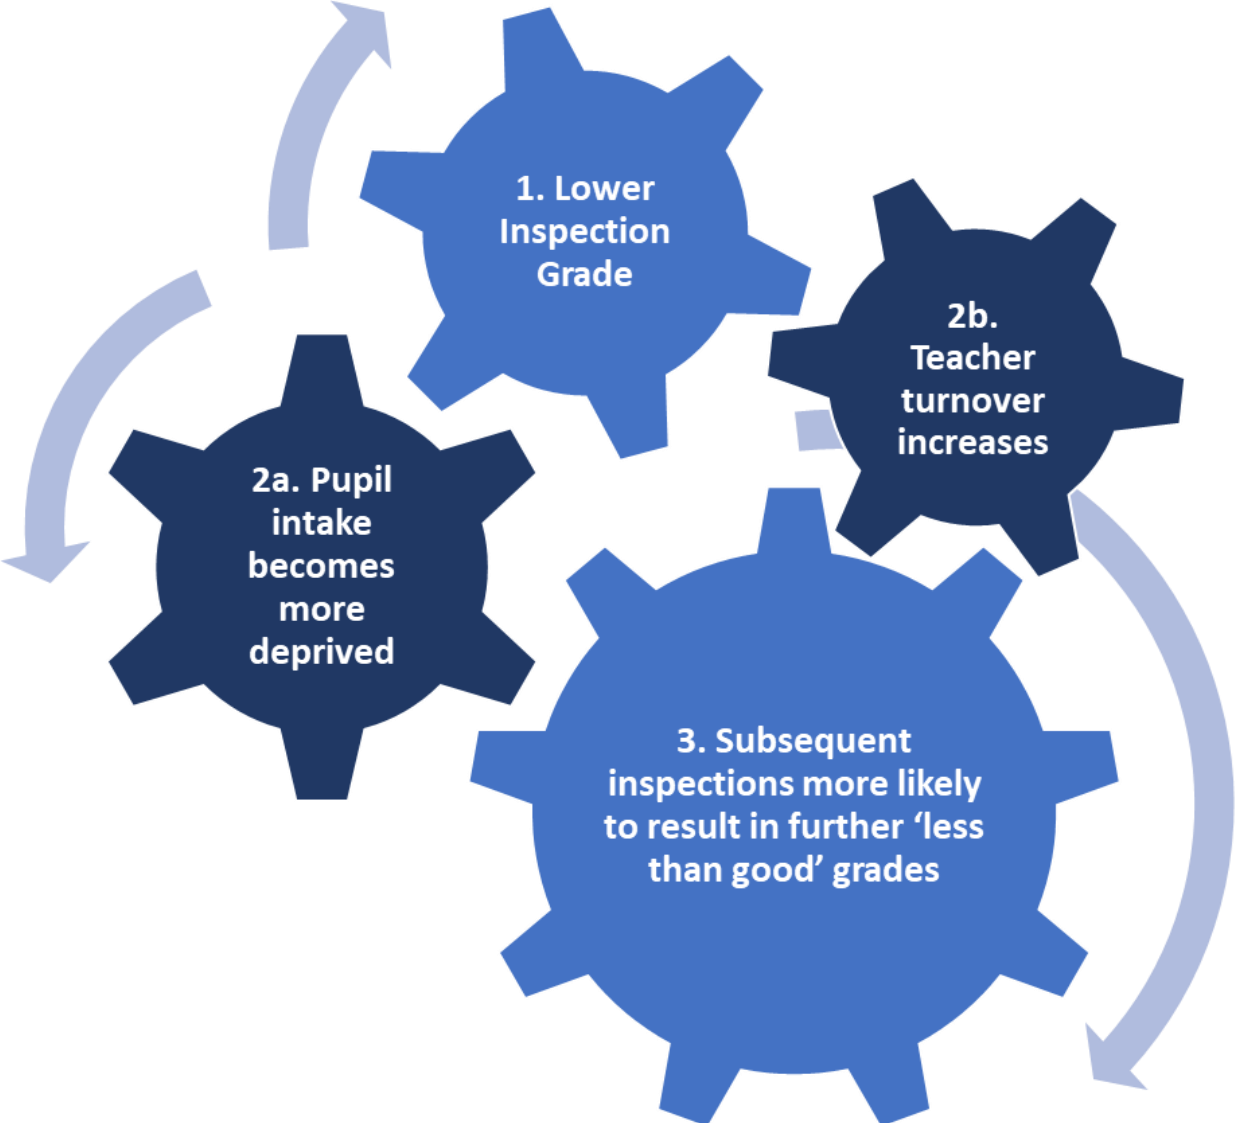 1. Lower
Inspection
Grade
2a. Pupil
intake
becomes
more
deprived
2b.
Teacher
turnover
increases
3. Subsequent
inspections more likely
to result in further ‘less
than good’ grades